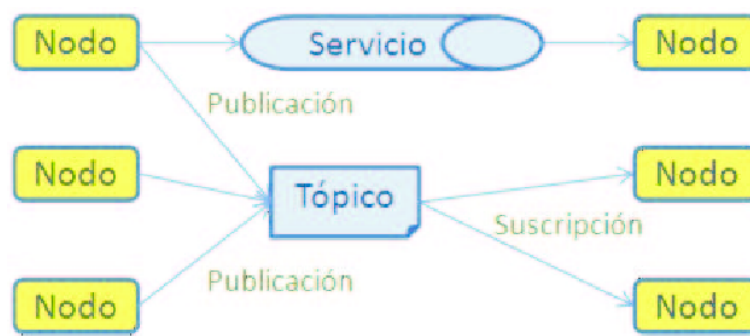 Nodo
Servicio
Nodo
Publicación
Nodo
Tópico
Nodo
Suscripción
Publicación
Nodo
Nodo